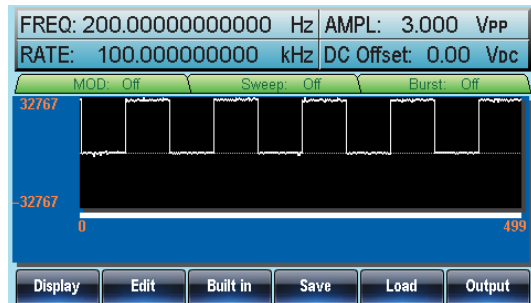 FREQ: 200.00000000000 Hz AMPL: 3.000 VPP
RATE: 100.000000000 kHz DC Offset: 0.00 VDC
MOD: Off Sweep: Off Burst: Off
32767
-32767
0 499
Display Edit Built in Save Load Output